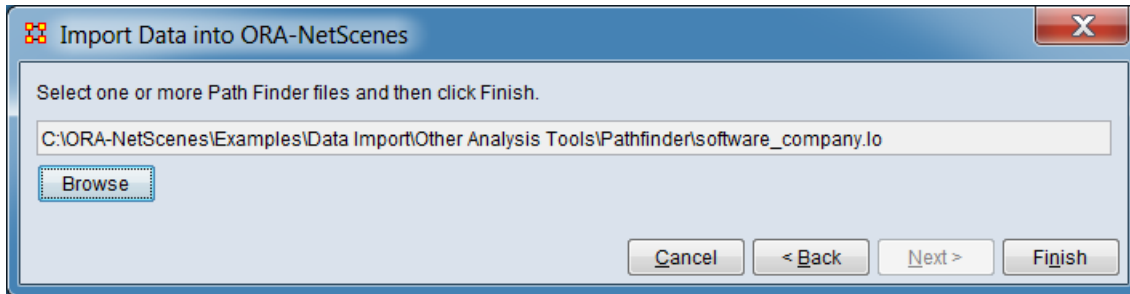 Import Data into ORA-NetScenes
X
Select one or more Path Finder files and then click Finish.
C:\ORA-NetScenes\Examples\Data Import\Other Analysis Tools\Pathfinder\software_company.lo
Browse
Cancel < Back Next > Finish